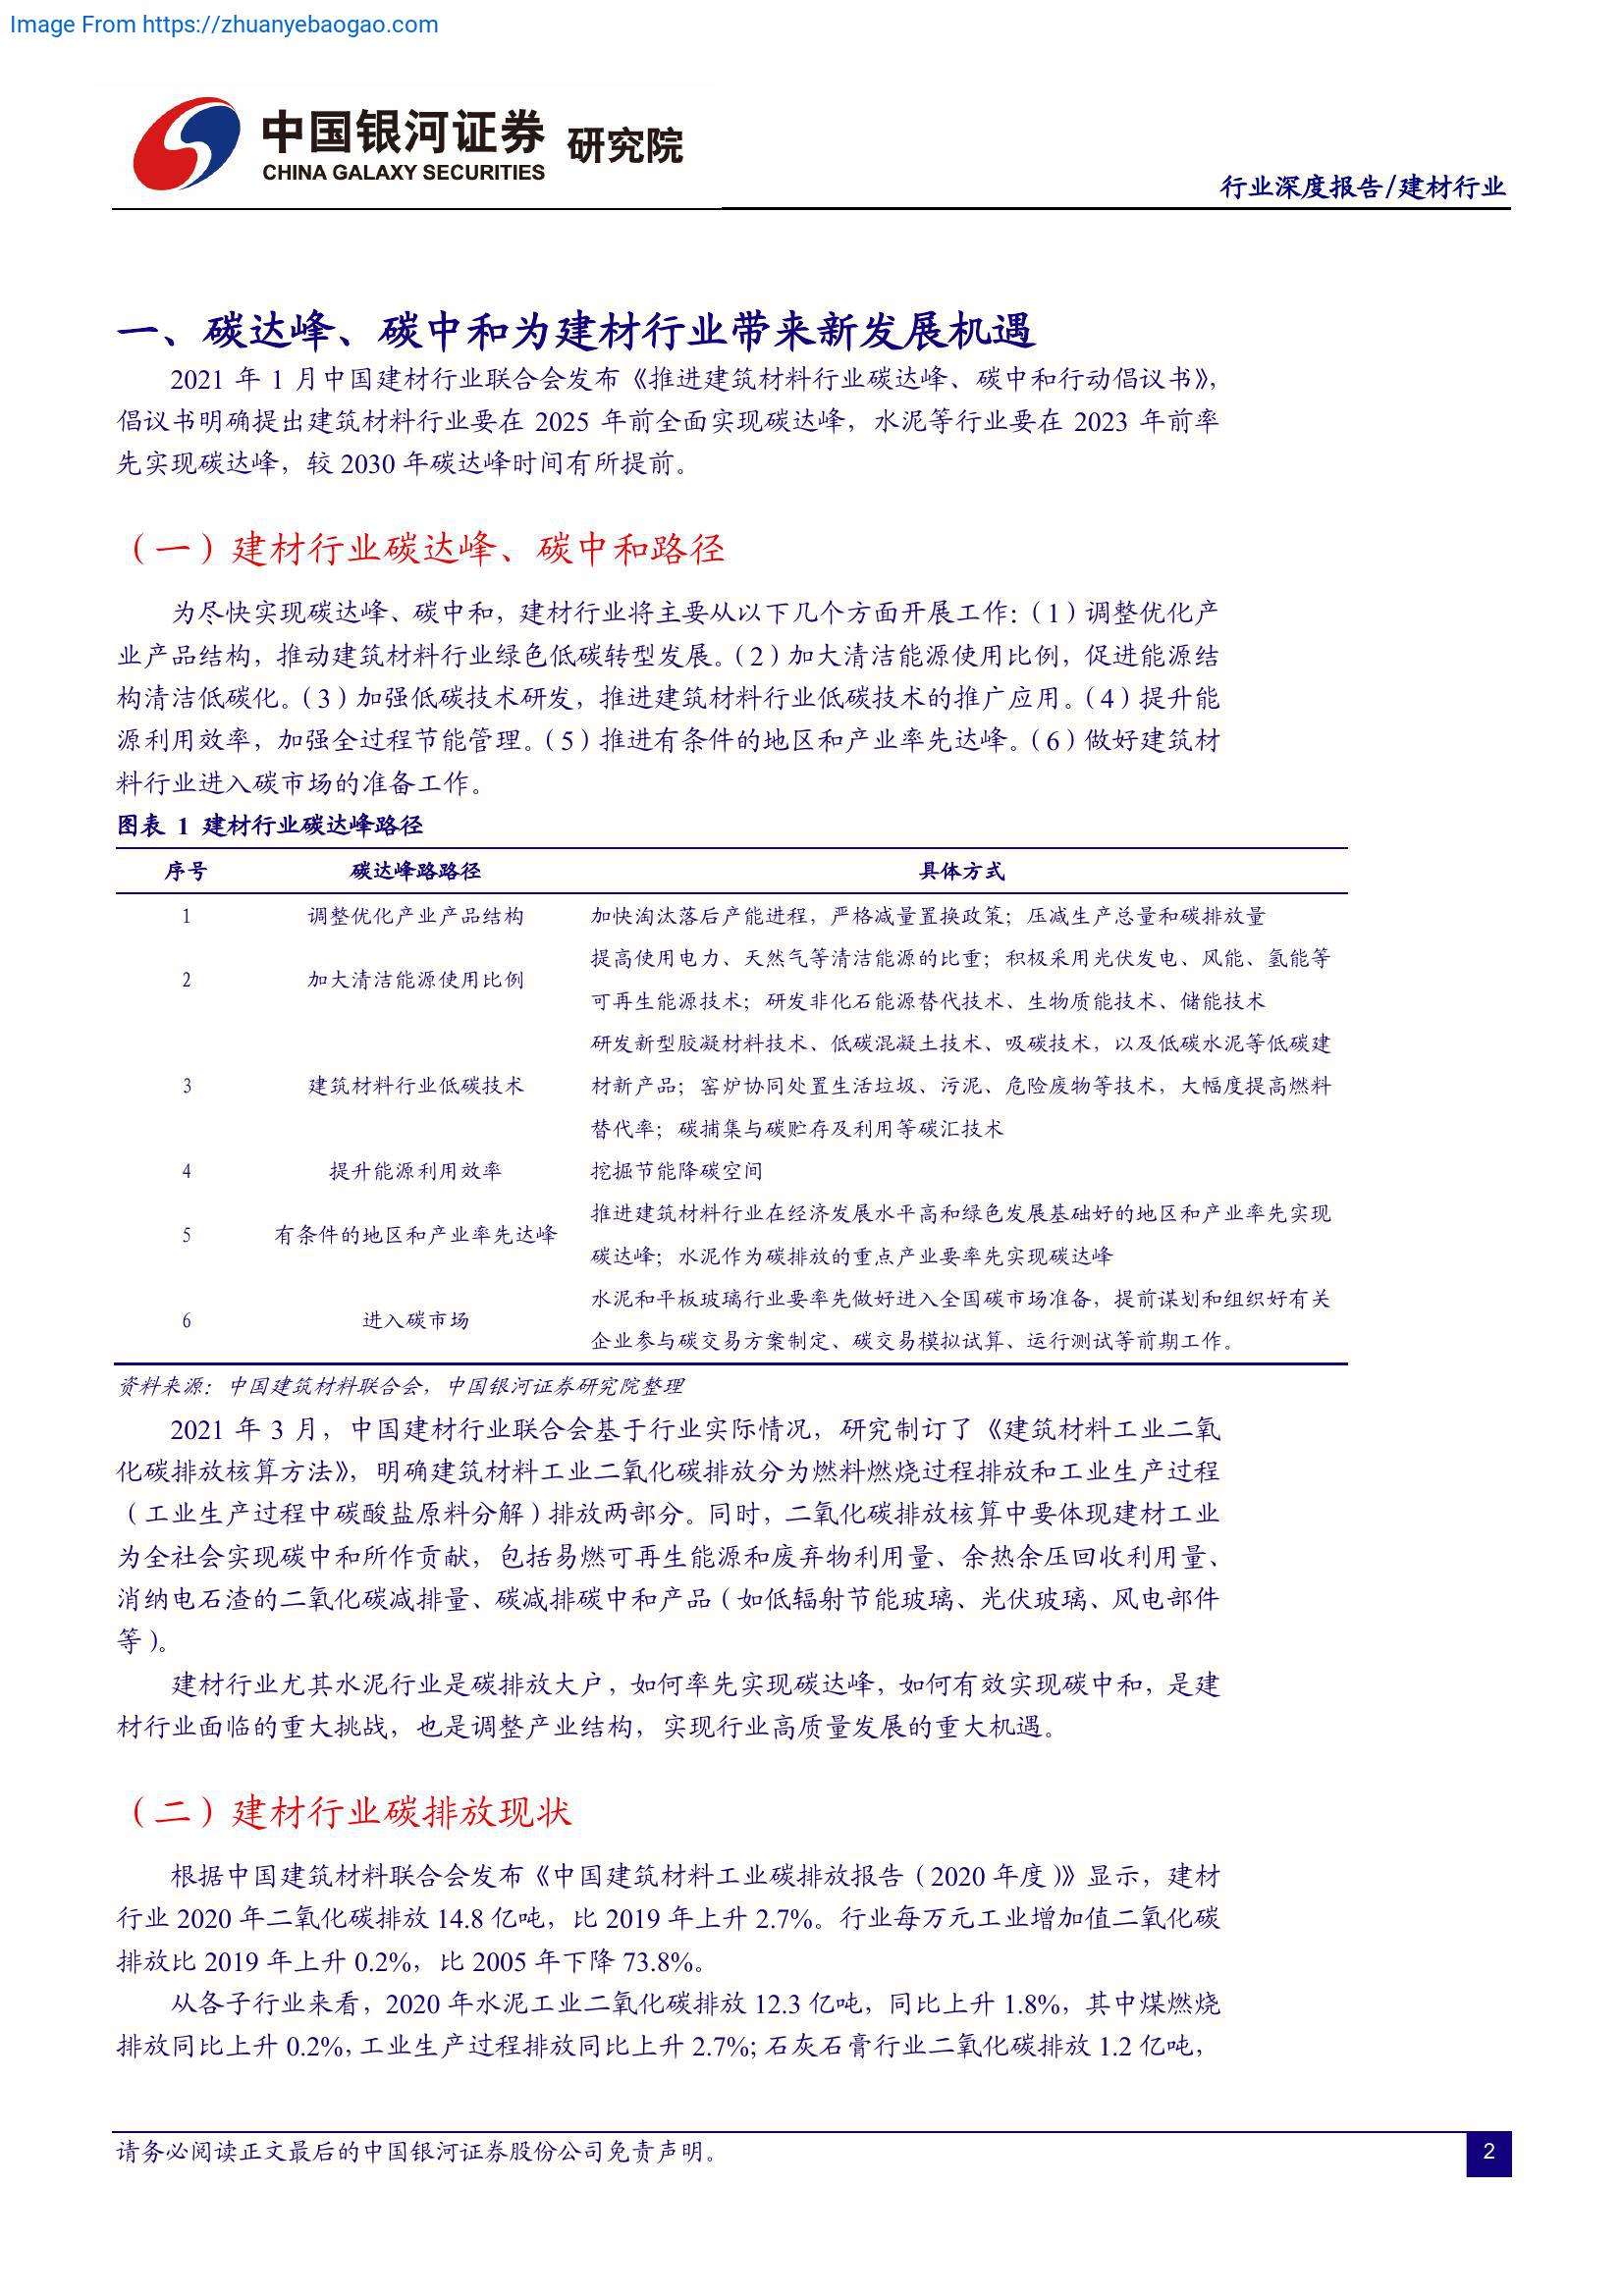 Image From https://zhuanyebaogao.com
中国银河证券 研究院
CHINA GALAXY SECURITIES
行业深度报告/建材行业
一、碳达峰、碳中和为建材行业带来新发展机遇
2021 年 1 月中国建材行业联合会发布《推进建筑材料行业碳达峰、碳中和行动倡议书》，
倡议书明确提出建筑材料行业要在 2025 年前全面实现碳达峰，水泥等行业要在 2023 年前率
先实现碳达峰，较 2030 年碳达峰时间有所提前。
（一）建材行业碳达峰、碳中和路径
为尽快实现碳达峰、碳中和，建材行业将主要从以下几个方面开展工作：（1）调整优化产
业产品结构，推动建筑材料行业绿色低碳转型发展。（2）加大清洁能源使用比例，促进能源结
构清洁低碳化。（3）加强低碳技术研发，推进建筑材料行业低碳技术的推广应用。（4）提升能
源利用效率，加强全过程节能管理。（5）推进有条件的地区和产业率先达峰。（6）做好建筑材
料行业进入碳市场的准备工作。
图表 1 建材行业碳达峰路径
序号 碳达峰路路径 具体方式
1 调整优化产业产品结构 加快淘汰落后产能进程，严格减量置换政策；压减生产总量和碳排放量
提高使用电力、天然气等清洁能源的比重；积极采用光伏发电、风能、氢能等
2 加大清洁能源使用比例
可再生能源技术；研发非化石能源替代技术、生物质能技术、储能技术
研发新型胶凝材料技术、低碳混凝土技术、吸碳技术，以及低碳水泥等低碳建
3 建筑材料行业低碳技术 材新产品；窑炉协同处置生活垃圾、污泥、危险废物等技术，大幅度提高燃料
替代率；碳捕集与碳贮存及利用等碳汇技术
4 提升能源利用效率 挖掘节能降碳空间
推进建筑材料行业在经济发展水平高和绿色发展基础好的地区和产业率先实现
5 有条件的地区和产业率先达峰
碳达峰；水泥作为碳排放的重点产业要率先实现碳达峰
水泥和平板玻璃行业要率先做好进入全国碳市场准备，提前谋划和组织好有关
6 进入碳市场
企业参与碳交易方案制定、碳交易模拟试算、运行测试等前期工作。
资料来源：中国建筑材料联合会，中国银河证券研究院整理
2021 年 3 月，中国建材行业联合会基于行业实际情况，研究制订了《建筑材料工业二氧
化碳排放核算方法》，明确建筑材料工业二氧化碳排放分为燃料燃烧过程排放和工业生产过程
（工业生产过程中碳酸盐原料分解）排放两部分。同时，二氧化碳排放核算中要体现建材工业
为全社会实现碳中和所作贡献，包括易燃可再生能源和废弃物利用量、余热余压回收利用量、
消纳电石渣的二氧化碳减排量、碳减排碳中和产品（如低辐射节能玻璃、光伏玻璃、风电部件
等）。
建材行业尤其水泥行业是碳排放大户，如何率先实现碳达峰，如何有效实现碳中和，是建
材行业面临的重大挑战，也是调整产业结构，实现行业高质量发展的重大机遇。
（二）建材行业碳排放现状
根据中国建筑材料联合会发布《中国建筑材料工业碳排放报告（2020 年度）》显示，建材
行业 2020 年二氧化碳排放 14.8 亿吨，比 2019 年上升 2.7%。行业每万元工业增加值二氧化碳
排放比 2019 年上升 0.2%，比 2005 年下降 73.8%。
从各子行业来看，2020 年水泥工业二氧化碳排放 12.3 亿吨，同比上升 1.8%，其中煤燃烧
排放同比上升 0.2%，工业生产过程排放同比上升 2.7%；石灰石膏行业二氧化碳排放 1.2 亿吨，
请务必阅读正文最后的中国银河证券股份公司免责声明。
2